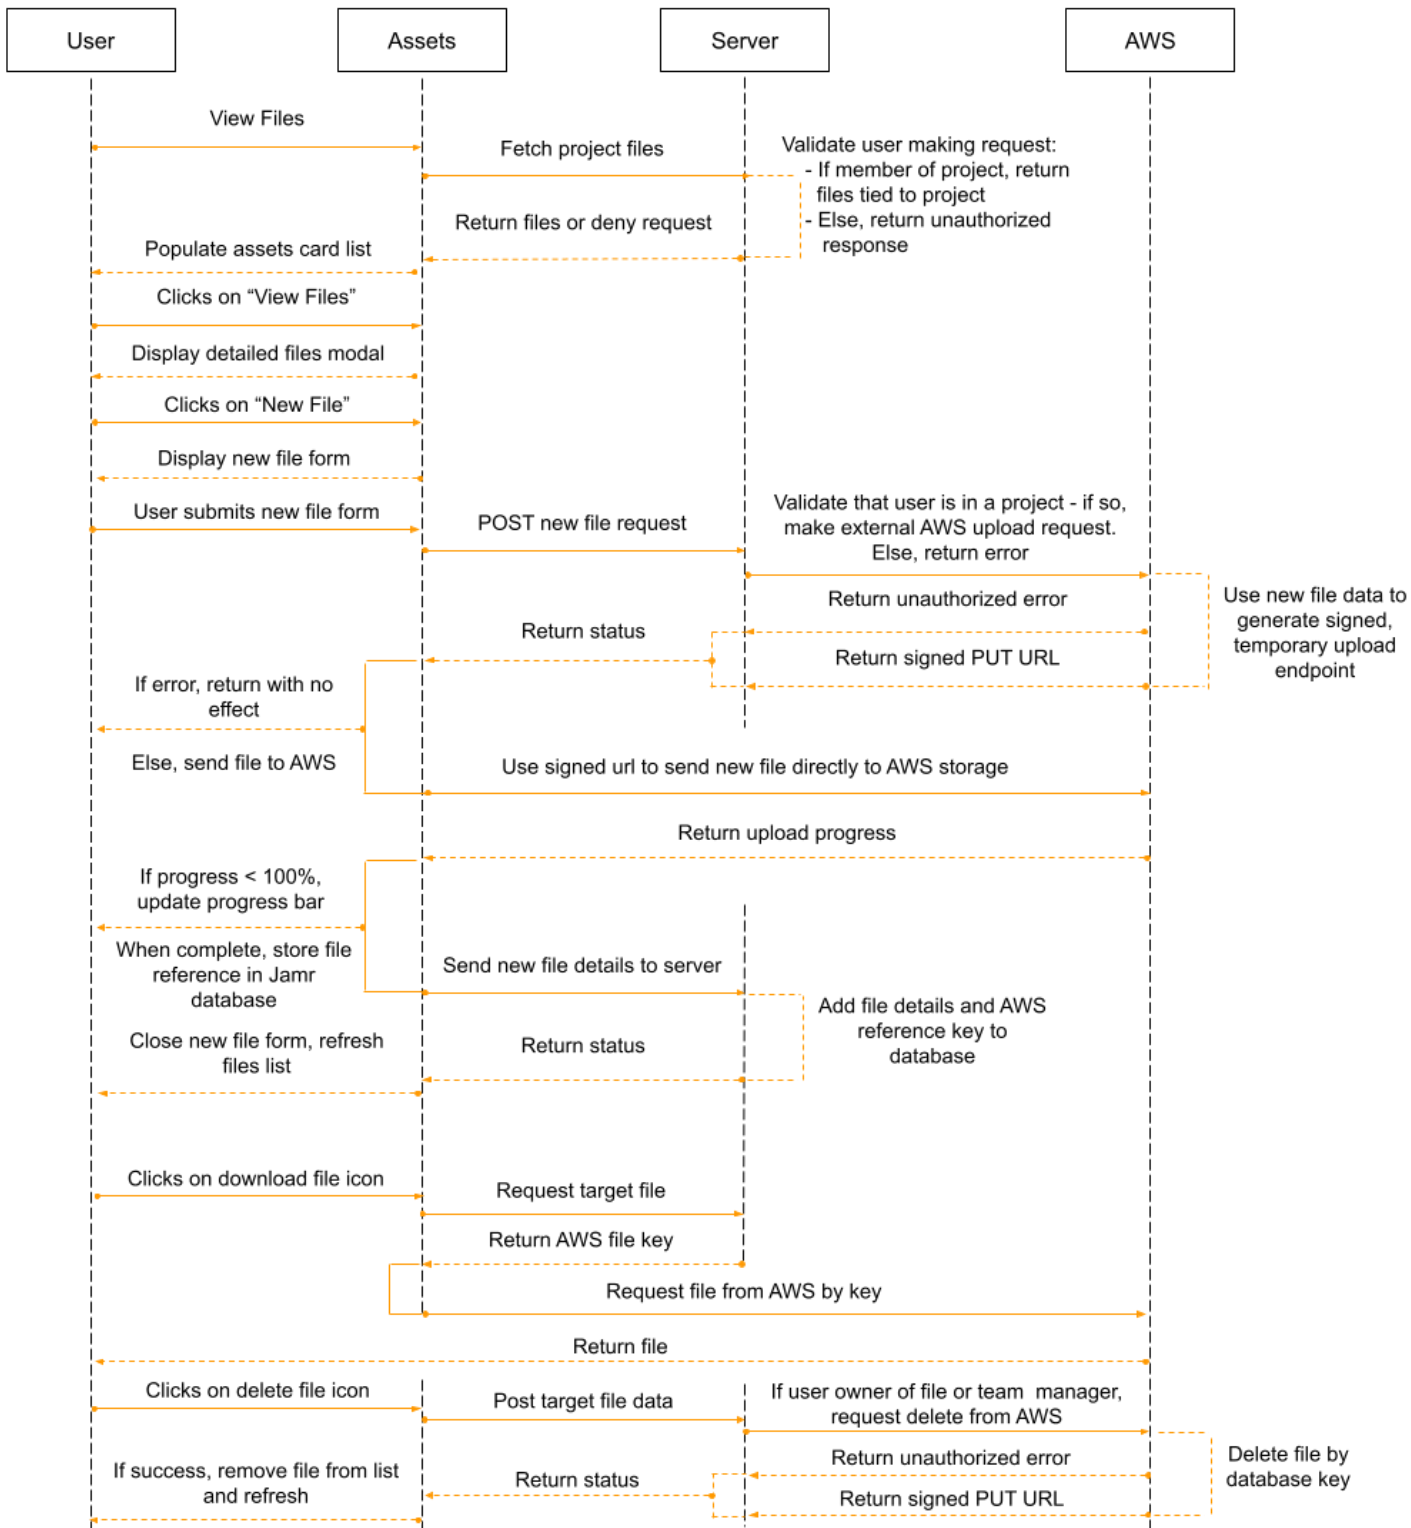 User
Assets
Server
AWS
View Files
Fetch project files
Validate user making request:
- If member of project, return
files tied to project
- Else, return unauthorized
response
Return files or deny request
Populate assets card list
Clicks on “View Files”
Display detailed files modal
Clicks on “New File”
Display new file form
User submits new file form
POST new file request
Validate that user is in a project - if so,
make external AWS upload request.
Else, return error
Return unauthorized error
Use new file data to
generate signed,
temporary upload
endpoint
Return status
Return signed PUT URL
If error, return with no
effect
Else, send file to AWS
Use signed url to send new file directly to AWS storage
Return upload progress
If progress < 100%,
update progress bar
When complete, store file
reference in Jamr
database
Send new file details to server
Add file details and AWS
reference key to
database
Close new file form, refresh
files list
Return status
Clicks on download file icon
Request target file
Return AWS file key
Request file from AWS by key
Return file
Clicks on delete file icon
Post target file data
If user owner of file or team manager,
request delete from AWS
Return unauthorized error
Delete file by
database key
If success, remove file from list
and refresh
Return status
Return signed PUT URL